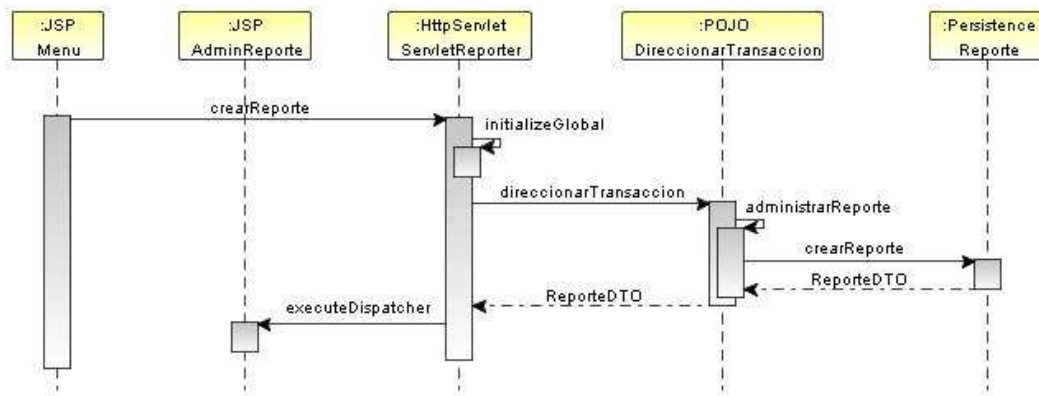 :JSP
Menu
:JSP
AdminReporte
:HttpServlet
ServletReporter
:POJO
DireccionarTransaccion
:Persistence
Reporte
crearReporte
initializeGlobal
direccionarTransaccion
administrarReporte
crearReporte
ReporteDTO
ReporteDTO
executeDispatcher